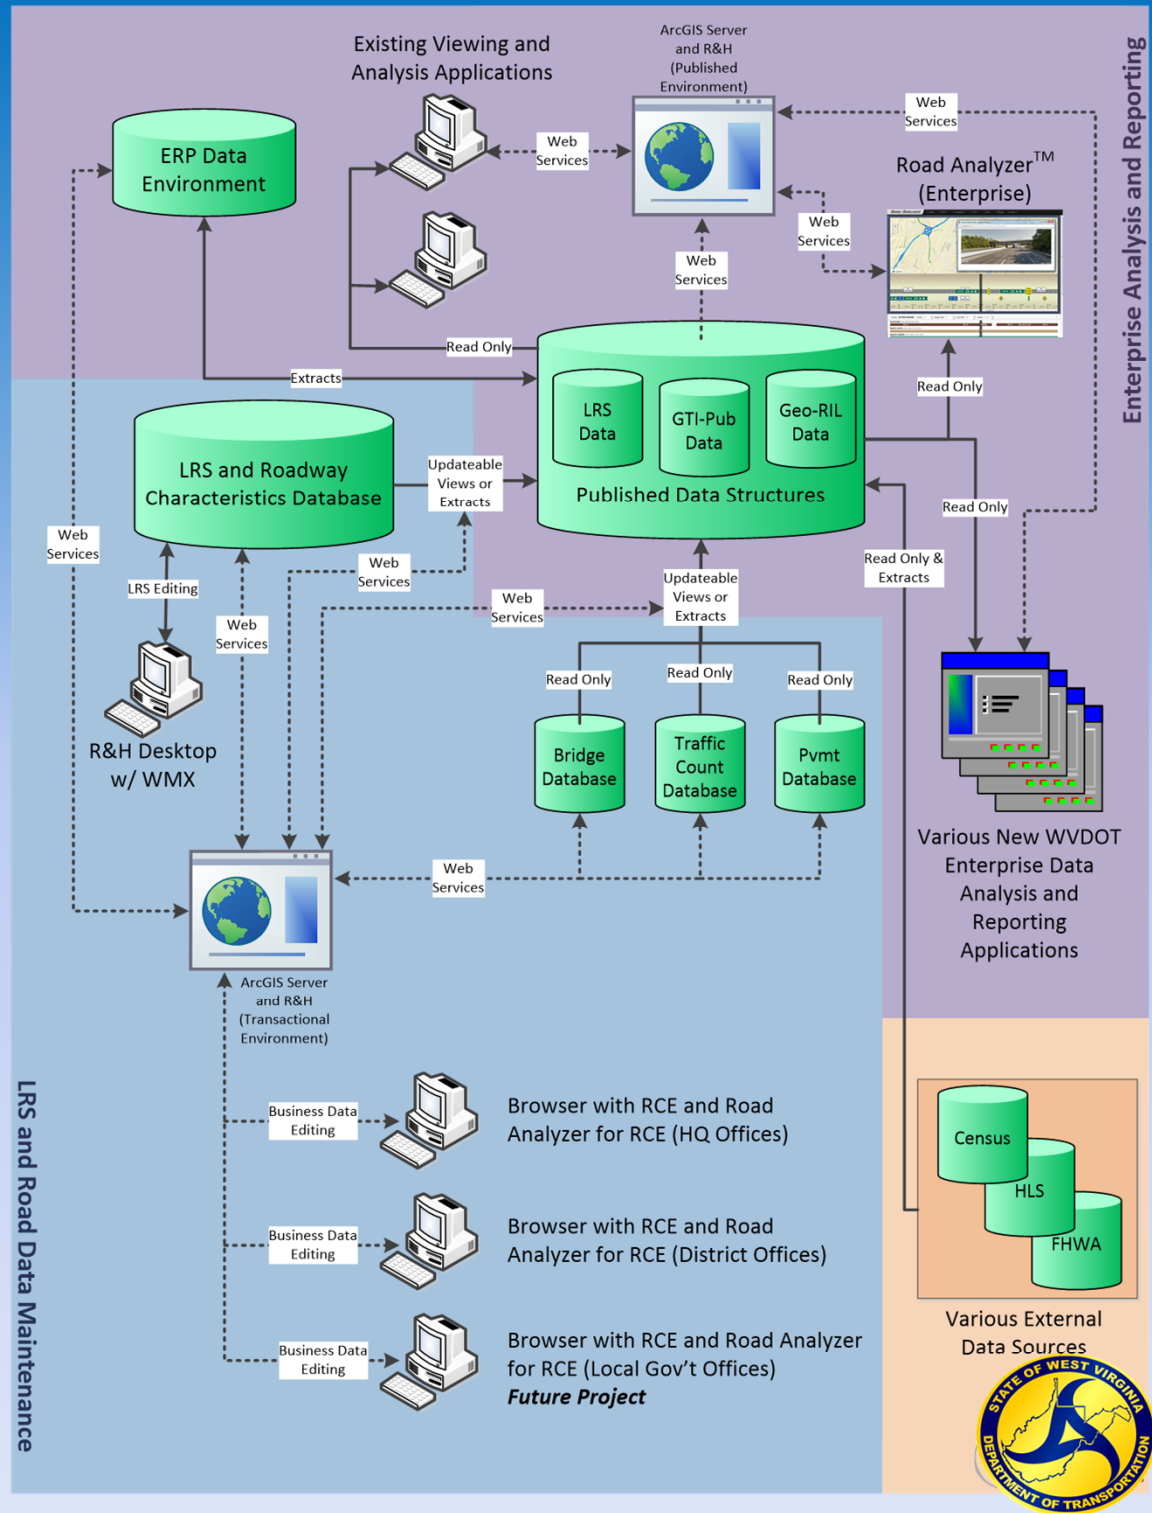 Existing Viewing and
Analysis Applications
ArcGIS Server
and R&H
(Published
Environment)
Enterprise Analysis and Reporting
Web
Services
Web
Services
ERP Data
Environment
Road Analyzer™
(Enterprise)
Web
Services
Web
Services
Read Only
Extracts
Read Only
LRS
Data
GTI-Pub
Data
Geo-RIL
Data
Published Data Structures
LRS and Roadway
Characteristics Database
Updateable
Views or
Extracts
Read Only
Web
Services
Web
Services
Read Only &
Extracts
LRS Editing
Web
Services
Web
Services
Updateable
Views or
Extracts
Read Only
Read Only
Read Only
R&H Desktop
w/ WMX
Bridge
Database
Traffic
Count
Database
Pvmt
Database
Various New WVDOT
Enterprise Data
Analysis and
Reporting
Applications
Web
Services
ArcGIS Server
and R&H
(Transactional
Environment)
LRS and Road Data Maintenance
Business Data
Editing
Browser with RCE and Road
Analyzer for RCE (HQ Offices)
Business Data
Editing
Browser with RCE and Road
Analyzer for RCE (District Offices)
Business Data
Editing
Browser with RCE and Road Analyzer
for RCE (Local Gov't Offices)
Future Project
Census
HLS
FHWA
Various External
Data Sources
STATE OF WEST VIRGINIA
DEPARTMENT OF TRANSPORTATION